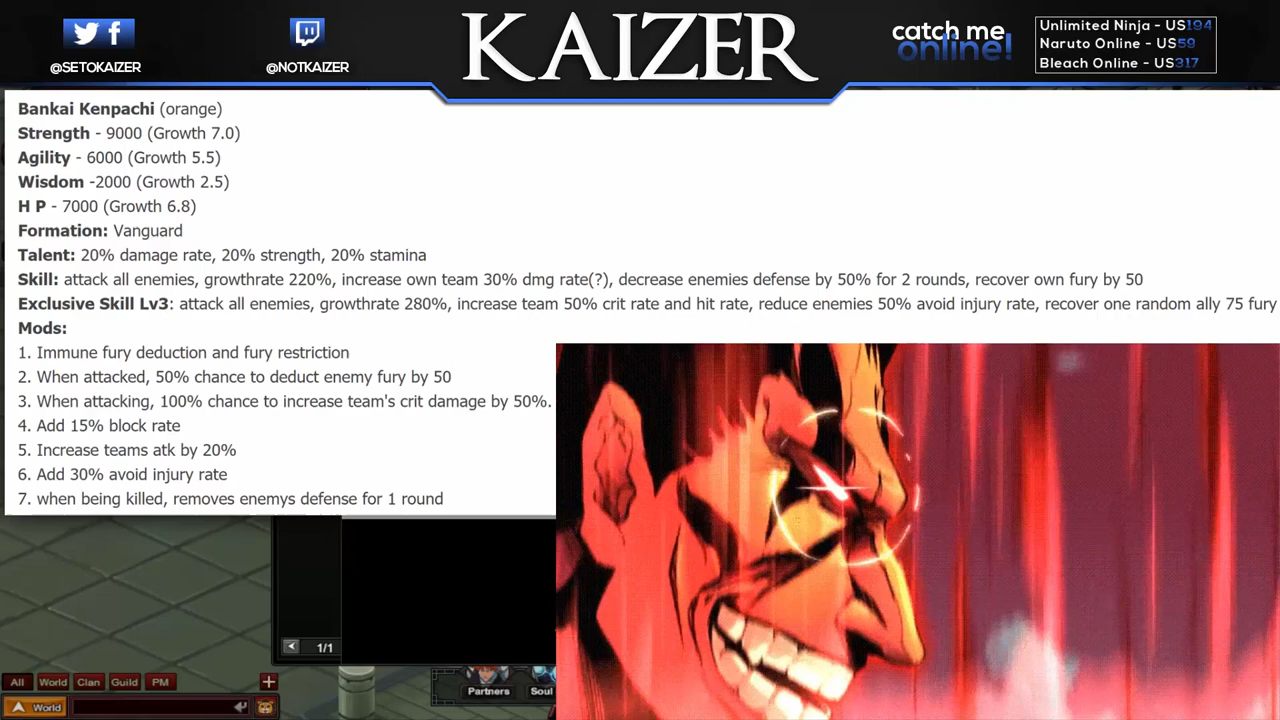 KAIZER
@SETOKAIZER
@NOTKAIZER
catch me
online!
Unlimited Ninja - US194
Naruto Online - US59
Bleach Online - US317
Bankai Kenpachi (orange)
Strength - 9000 (Growth 7.0)
Agility - 6000 (Growth 5.5)
Wisdom -2000 (Growth 2.5)
H P - 7000 (Growth 6.8)
Formation: Vanguard
Talent: 20% damage rate, 20% strength, 20% stamina
Skill: attack all enemies, growthrate 220%, increase own team 30% dmg rate(?), decrease enemies defense by 50% for 2 rounds, recover own fury by 50
Exclusive Skill Lv3: attack all enemies, growthrate 280%, increase team 50% crit rate and hit rate, reduce enemies 50% avoid injury rate, recover one random ally 75 fury
Mods:
1. Immune fury deduction and fury restriction
2. When attacked, 50% chance to deduct enemy fury by 50
3. When attacking, 100% chance to increase team's crit damage by 50%.
4. Add 15% block rate
5. Increase teams atk by 20%
6. Add 30% avoid injury rate
7. when being killed, removes enemys defense for 1 round
1/1
All World Clan Guild PM +
Partners Soul
World